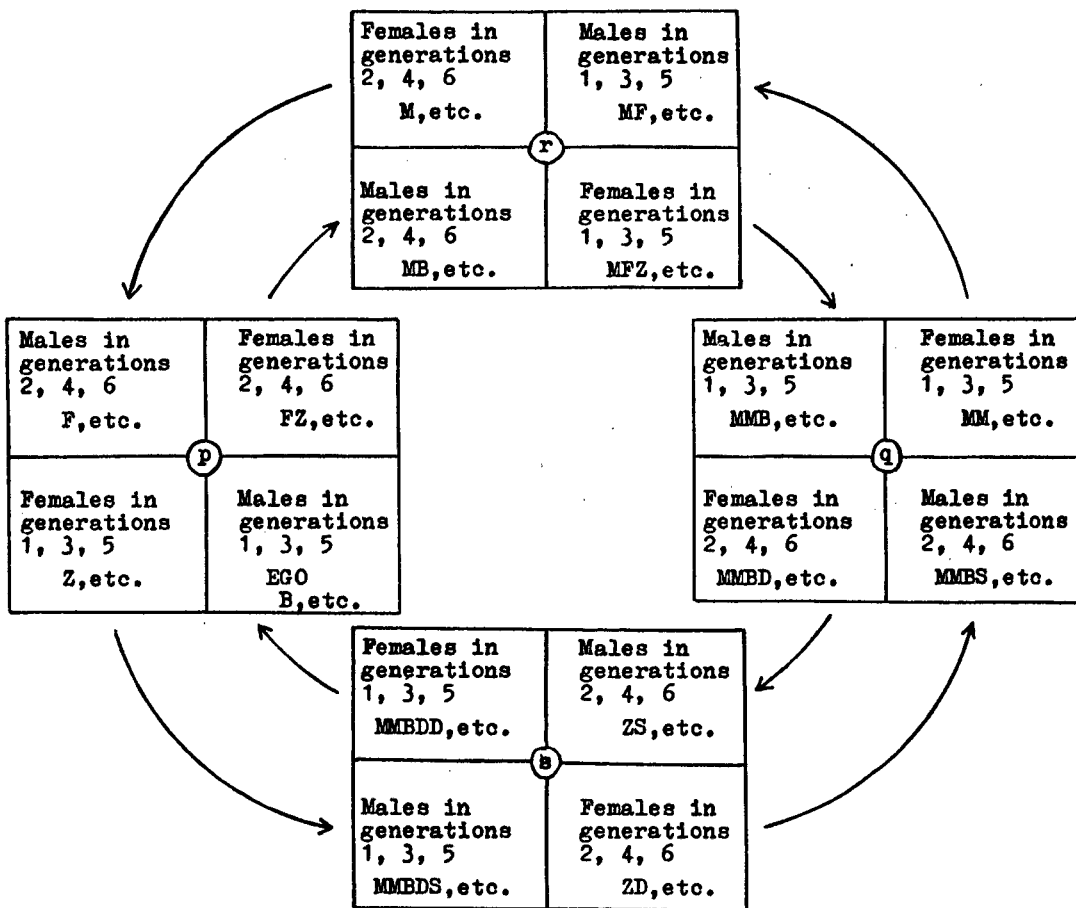 Females in
generations
2, 4, 6
M,etc.
Males in
generations
1, 3, 5
MF,etc.
r
Males in
generations
2, 4, 6
MB,etc.
Females in
generations
1, 3, 5
MFZ,etc.
Males in
generations
2, 4, 6
F,etc.
Females in
generations
2, 4, 6
FZ,etc.
p
Females in
generations
1, 3, 5
Z,etc.
Males in
generations
1, 3, 5
EGO
B,etc.
Males in
generations
1, 3, 5
MMB,etc.
Females in
generations
1, 3, 5
MM,etc.
q
Females in
generations
2, 4, 6
MMBD,etc.
Males in
generations
2, 4, 6
MMBS,etc.
Females in
generations
1, 3, 5
MMBDD,etc.
Males in
generations
2, 4, 6
ZS,etc.
s
Males in
generations
1, 3, 5
MMBDS,etc.
Females in
generations
2, 4, 6
ZD,etc.